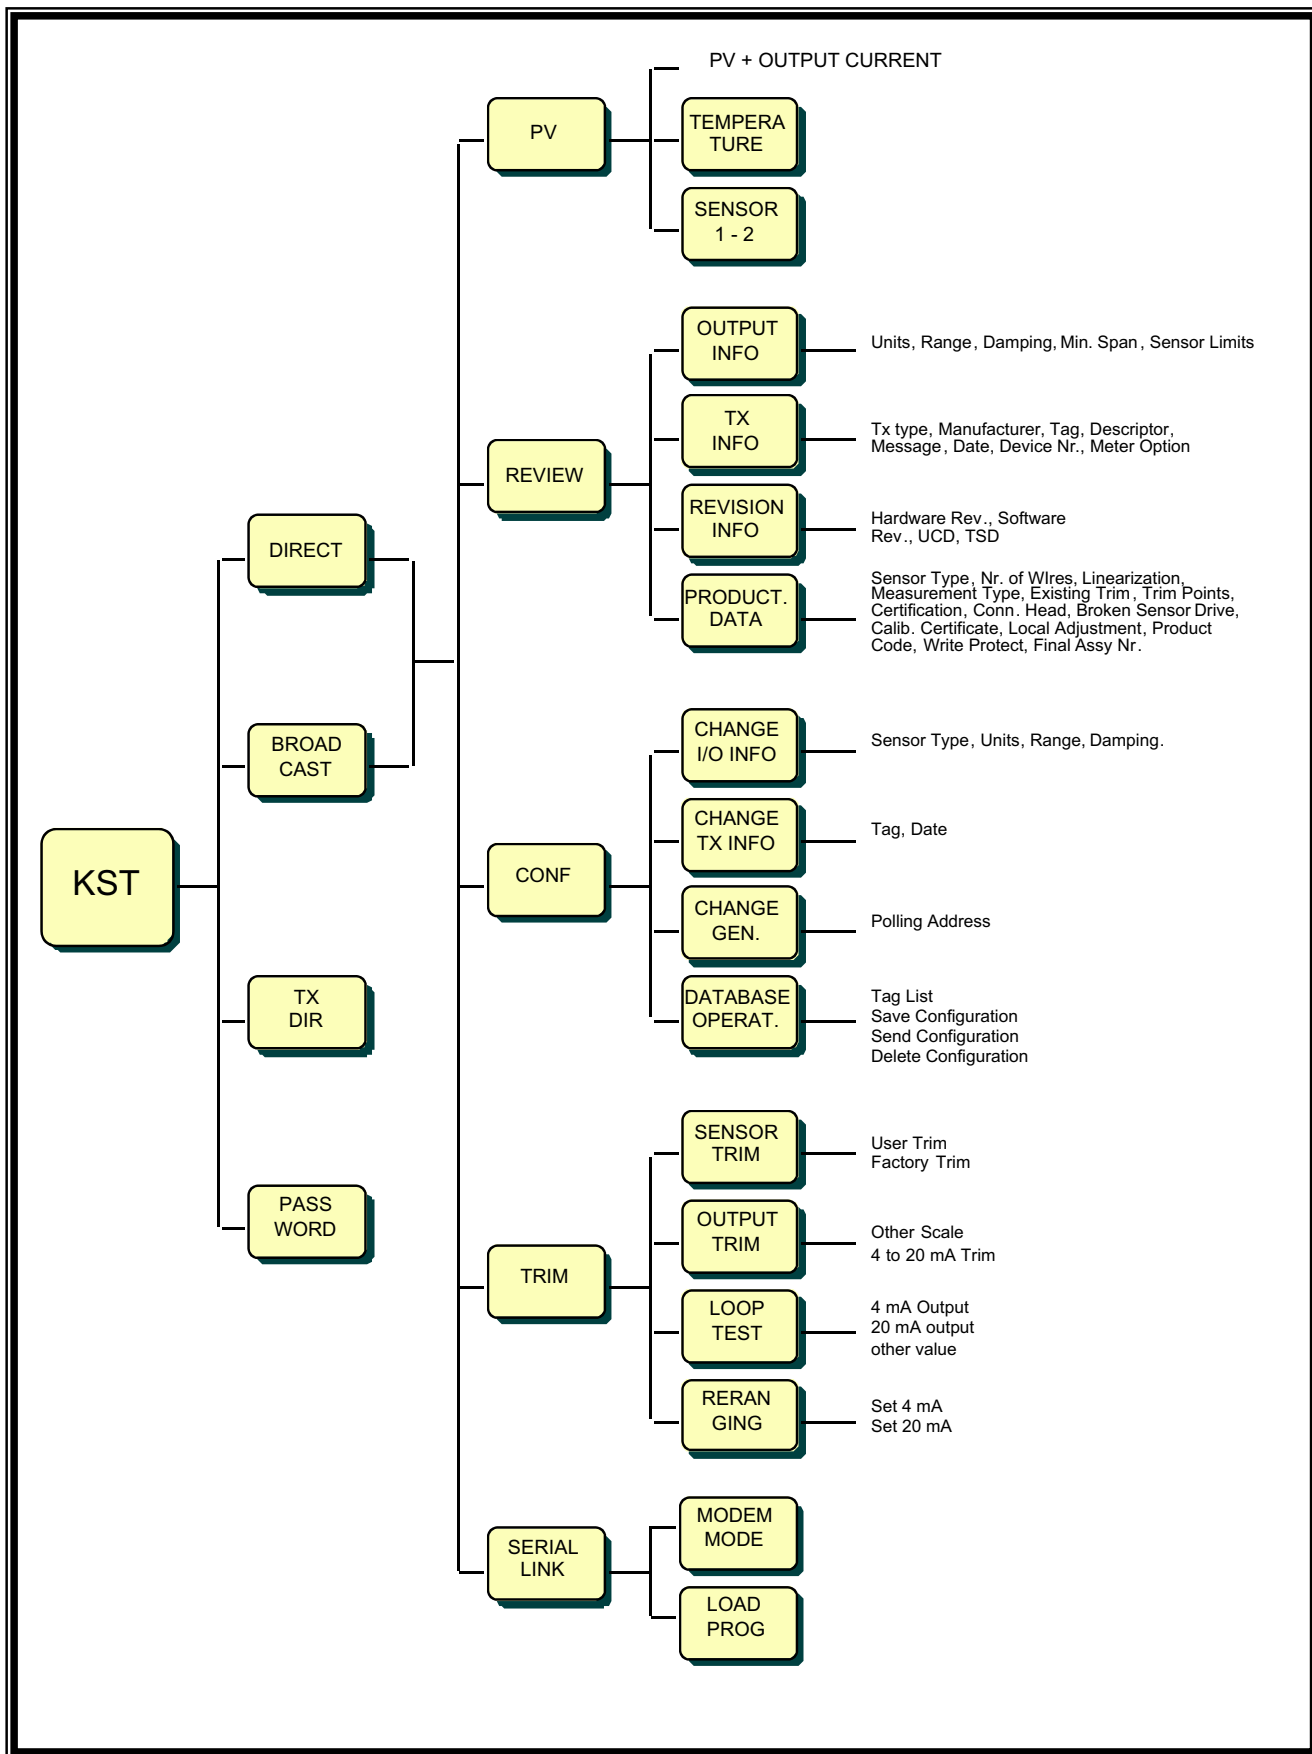 PV + OUTPUT CURRENT
PV
TEMPERA
TURE
SENSOR
1 - 2
OUTPUT
INFO
Units, Range, Damping, Min. Span, Sensor Limits
TX
INFO
Tx type, Manufacturer, Tag, Descriptor,
Message, Date, Device Nr., Meter Option
REVIEW
REVISION
INFO
Hardware Rev., Software
Rev., UCD, TSD
DIRECT
PRODUCT.
DATA
Sensor Type, Nr. of WIres, Linearization,
Measurement Type, Existing Trim, Trim Points,
Certification, Conn. Head, Broken Sensor Drive,
Calib. Certificate, Local Adjustment, Product
Code, Write Protect, Final Assy Nr.
BROAD
CAST
CHANGE
I/O INFO
Sensor Type, Units, Range, Damping.
CHANGE
TX INFO
Tag, Date
KST
CONF
CHANGE
GEN.
Polling Address
TX
DIR
DATABASE
OPERAT.
Tag List
Save Configuration
Send Configuration
Delete Configuration
SENSOR
TRIM
User Trim
Factory Trim
PASS
WORD
OUTPUT
TRIM
Other Scale
4 to 20 mA Trim
TRIM
LOOP
TEST
4 mA Output
20 mA output
other value
RERAN
GING
Set 4 mA
Set 20 mA
MODEM
MODE
SERIAL
LINK
LOAD
PROG